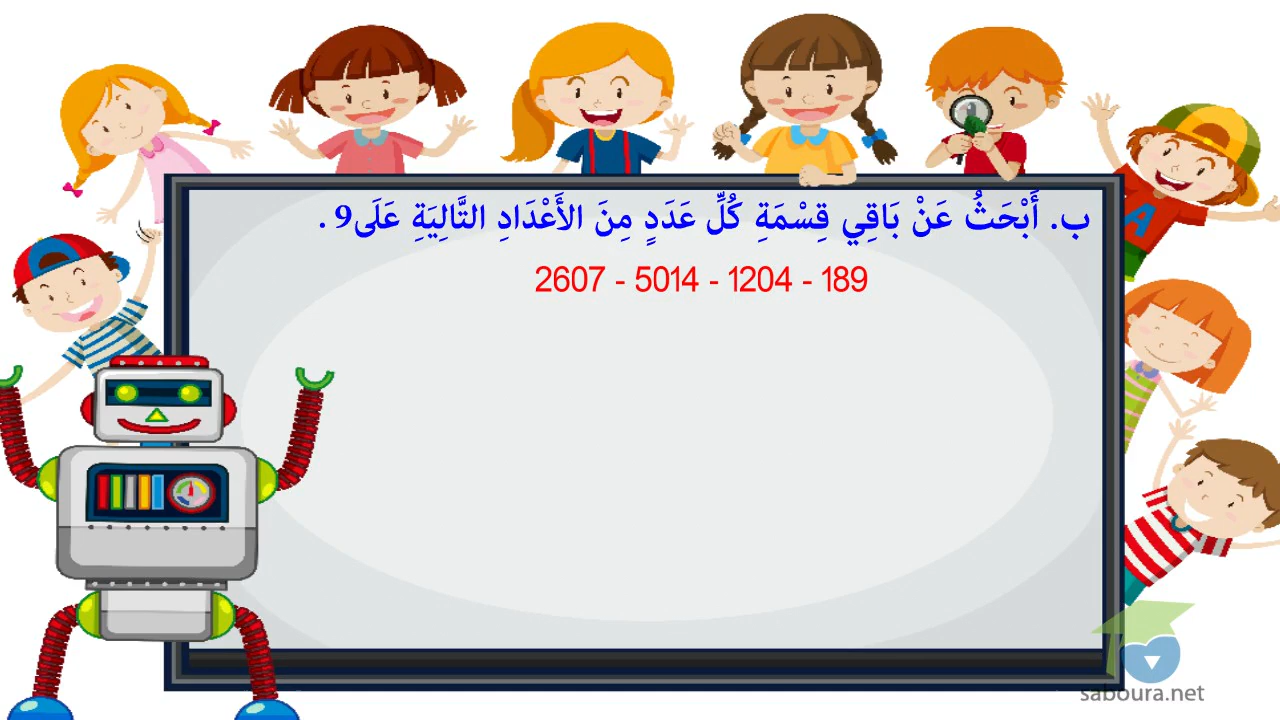 ب. أَبْحَثُ عَنْ بَاقِي قِسْمَةِ كُلِّ عَدَدٍ مِنَ الأَعْدَادِ التَّالِيَةِ عَلَى9 .
2607 - 5014 - 1204 - 189
A
saboura.net